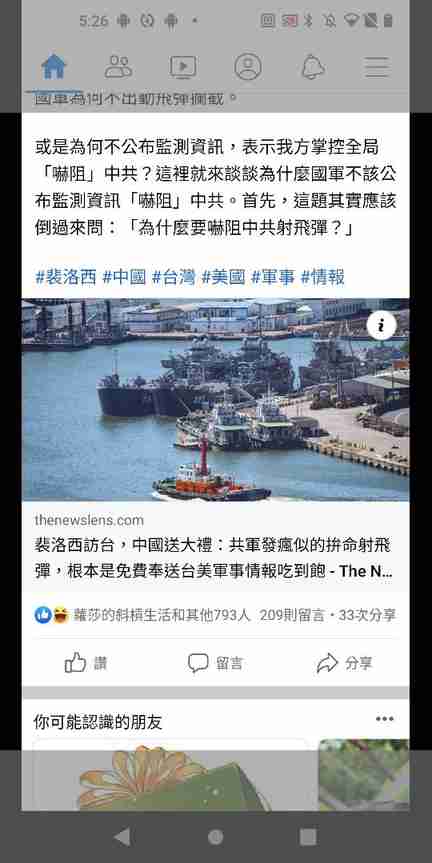 5:26
國軍為何不出動飛彈攔截。
或是為何不公布監測資訊，表示我方掌控全局
「嚇阻」中共？這裡就來談談為什麼國軍不該公
布監測資訊「嚇阻」中共。首先，這題其實應該
倒過來問：「為什麼要嚇阻中共射飛彈？」
#裴洛西 #中國 #台灣 #美國 #軍事 #情報
thenewslens.com
裴洛西訪台，中國送大禮：共軍發瘋似的拚命射飛
彈，根本是免費奉送台美軍事情報吃到飽 - The N...
蘿莎的斜槓生活和其他793人 209則留言・33次分享
讚 留言 分享
你可能認識的朋友